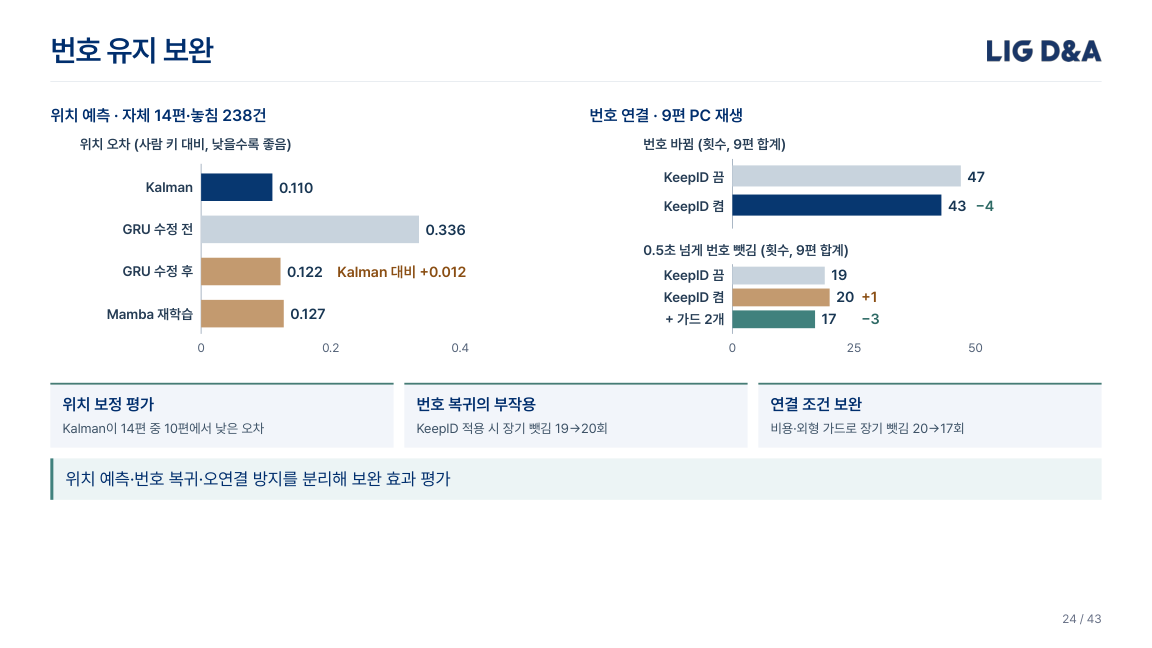 번호 유지 보완
LIG D&A
위치 예측 · 자체 14편·놓침 238건
위치 오차 (사람 키 대비, 낮을수록 좋음)
Kalman 0.110
GRU 수정 전 0.336
GRU 수정 후 0.122 Kalman 대비 +0.012
Mamba 재학습 0.127
0 0.2 0.4
번호 연결 · 9편 PC 재생
번호 바뀜 (횟수, 9편 합계)
KeepID 끔 47
KeepID 켬 43 −4
0.5초 넘게 번호 뺏김 (횟수, 9편 합계)
KeepID 끔 19
KeepID 켬 20 +1
+ 가드 2개 17 −3
0 25 50
위치 보정 평가
Kalman이 14편 중 10편에서 낮은 오차
번호 복귀의 부작용
KeepID 적용 시 장기 뺏김 19→20회
연결 조건 보완
비용·외형 가드로 장기 뺏김 20→17회
위치 예측·번호 복귀·오연결 방지를 분리해 보완 효과 평가
24 / 43